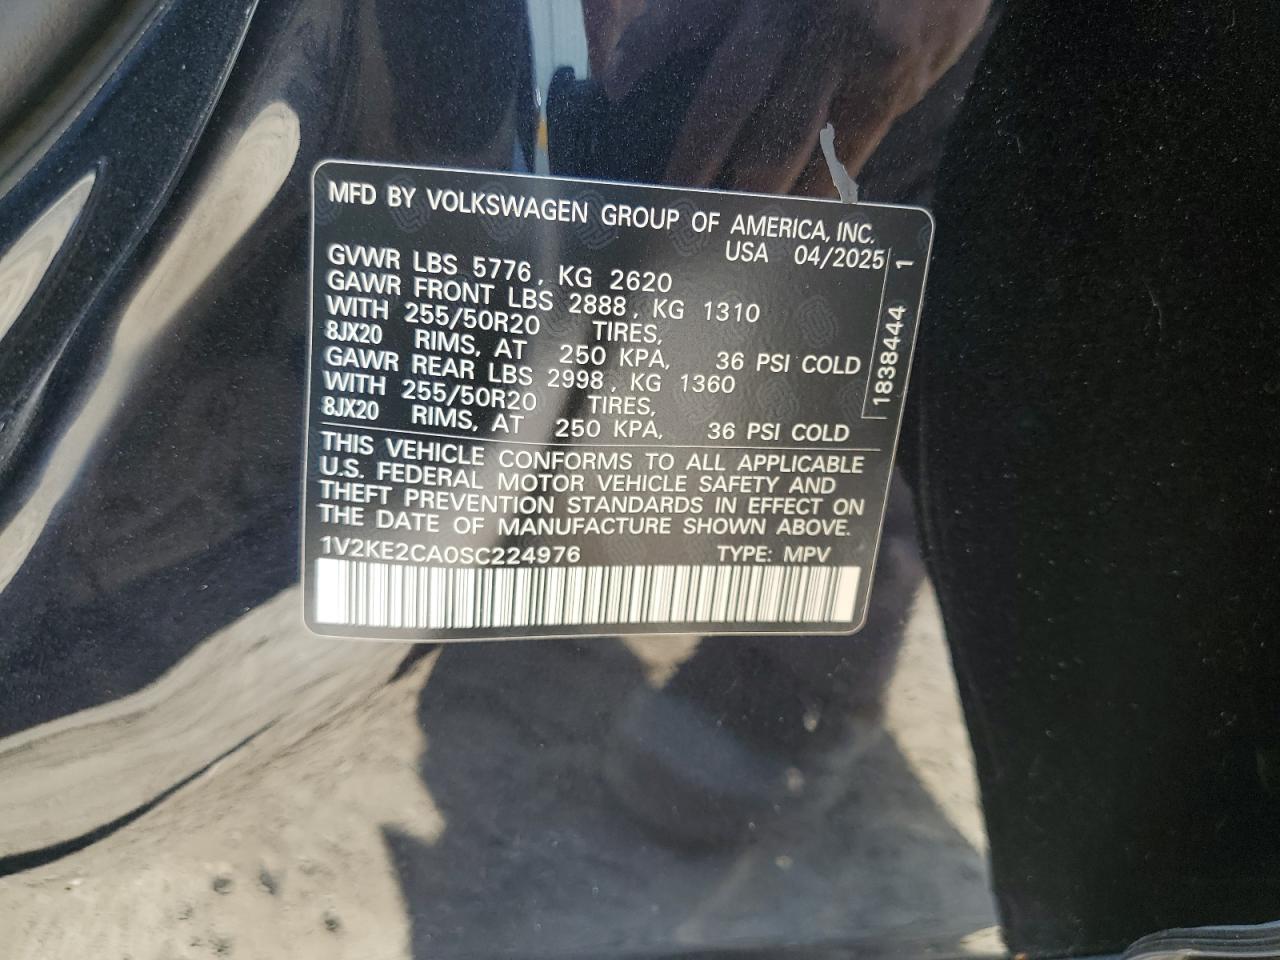 MFD BY VOLKSWAGEN GROUP OF AMERICA, INC.
USA 04/2025
GVWR LBS 5776, KG 2620
GAWR FRONT LBS 2888, KG 1310
WITH 255/50R20 TIRES,
8JX20 RIMS, AT 250 KPA, 36 PSI COLD
GAWR REAR LBS 2998, KG 1360
WITH 255/50R20 TIRES,
8JX20 RIMS, AT 250 KPA, 36 PSI COLD
1838444 1
THIS VEHICLE CONFORMS TO ALL APPLICABLE
U.S. FEDERAL MOTOR VEHICLE SAFETY AND
THEFT PREVENTION STANDARDS IN EFFECT ON
THE DATE OF MANUFACTURE SHOWN ABOVE.
1V2KE2CA0SC224976 TYPE: MPV